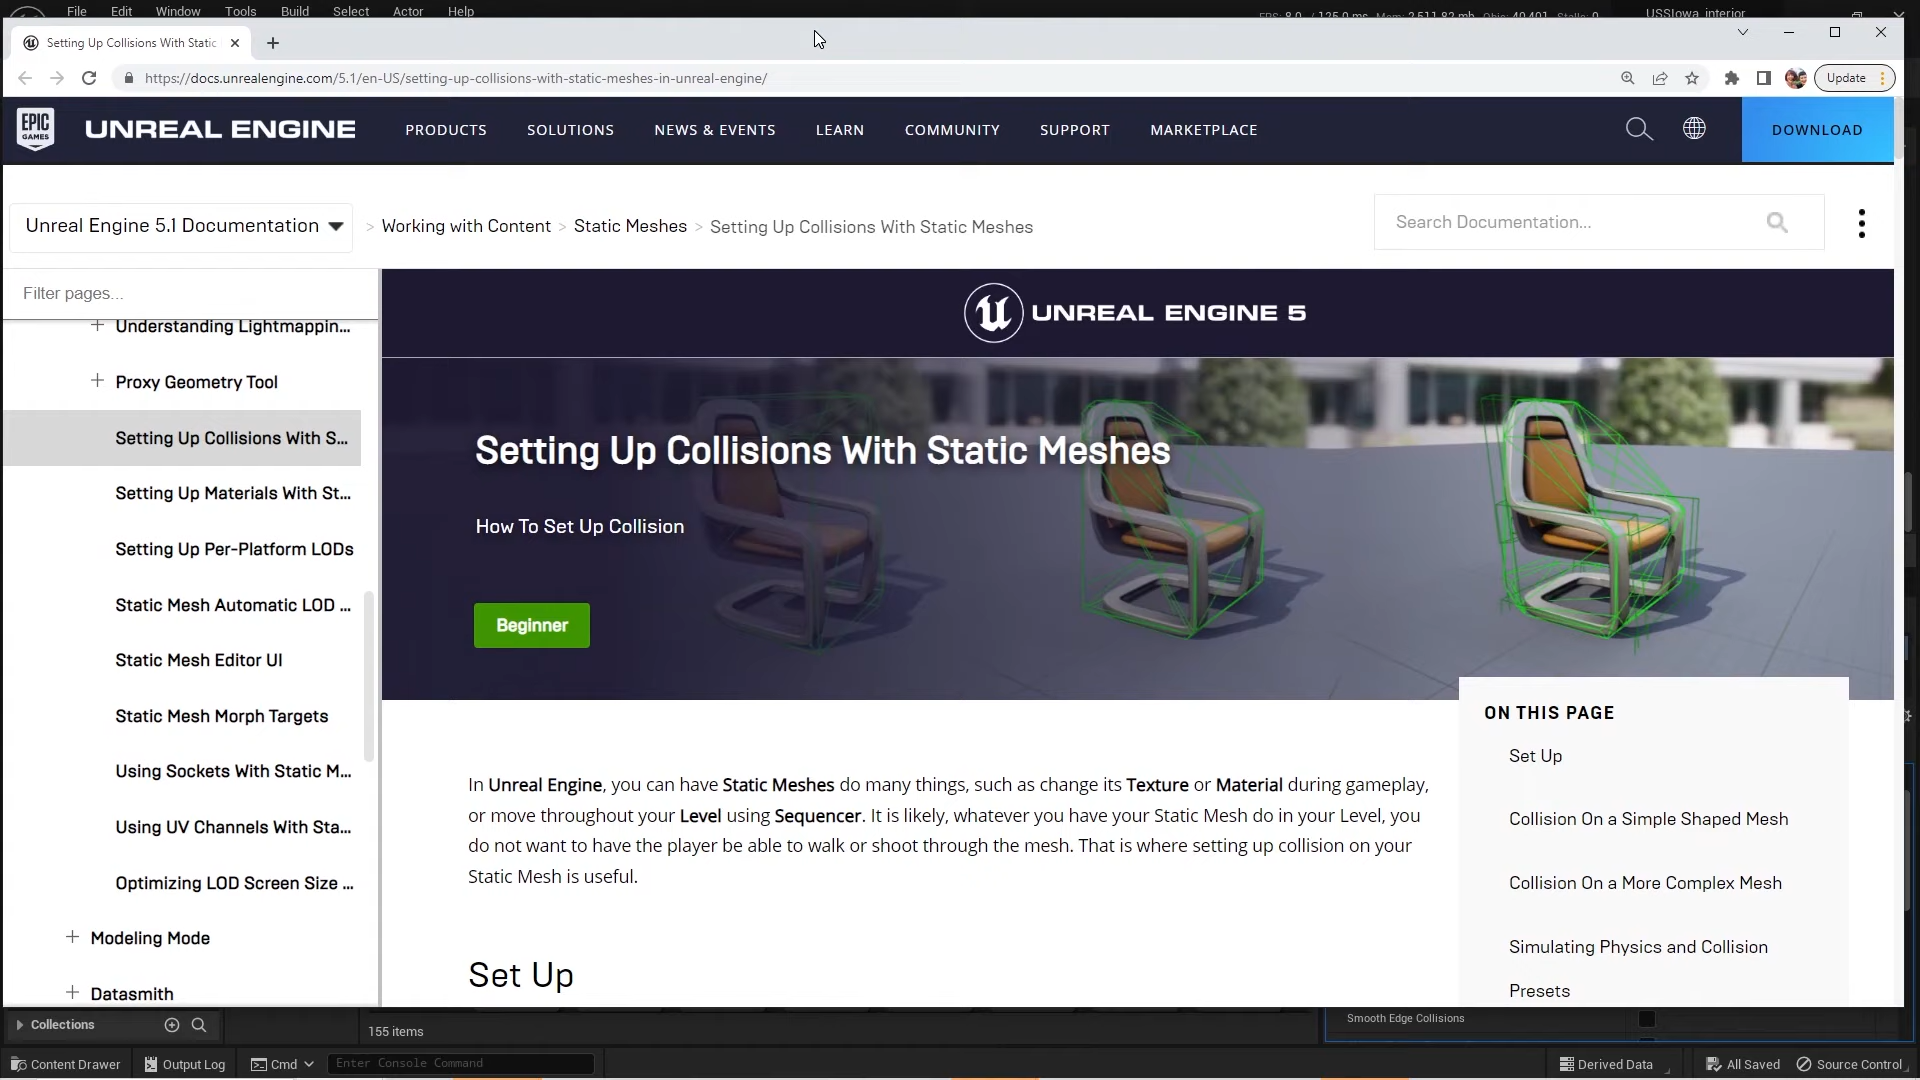 File Edit Window Tools Build Select Actor Help
USSIowa_interior
Setting Up Collisions With Static
https://docs.unrealengine.com/5.1/en-US/setting-up-collisions-with-static-meshes-in-unreal-engine/
Update
EPIC GAMES
UNREAL ENGINE
PRODUCTS SOLUTIONS NEWS & EVENTS LEARN COMMUNITY SUPPORT MARKETPLACE
DOWNLOAD
Unreal Engine 5.1 Documentation > Working with Content > Static Meshes > Setting Up Collisions With Static Meshes
Search Documentation...
Filter pages...
+ Understanding Lightmappin...
+ Proxy Geometry Tool
Setting Up Collisions With S...
Setting Up Materials With St...
Setting Up Per-Platform LODs
Static Mesh Automatic LOD ...
Static Mesh Editor UI
Static Mesh Morph Targets
Using Sockets With Static M...
Using UV Channels With Sta...
Optimizing LOD Screen Size ...
+ Modeling Mode
+ Datasmith
UNREAL ENGINE 5
Setting Up Collisions With Static Meshes
How To Set Up Collision
Beginner
In Unreal Engine, you can have Static Meshes do many things, such as change its Texture or Material during gameplay,
or move throughout your Level using Sequencer. It is likely, whatever you have your Static Mesh do in your Level, you
do not want to have the player be able to walk or shoot through the mesh. That is where setting up collision on your
Static Mesh is useful.
Set Up
ON THIS PAGE
Set Up
Collision On a Simple Shaped Mesh
Collision On a More Complex Mesh
Simulating Physics and Collision
Presets
Collections
155 items
Smooth Edge Collisions
Content Drawer Output Log Cmd Enter Console Command
Derived Data All Saved Source Control